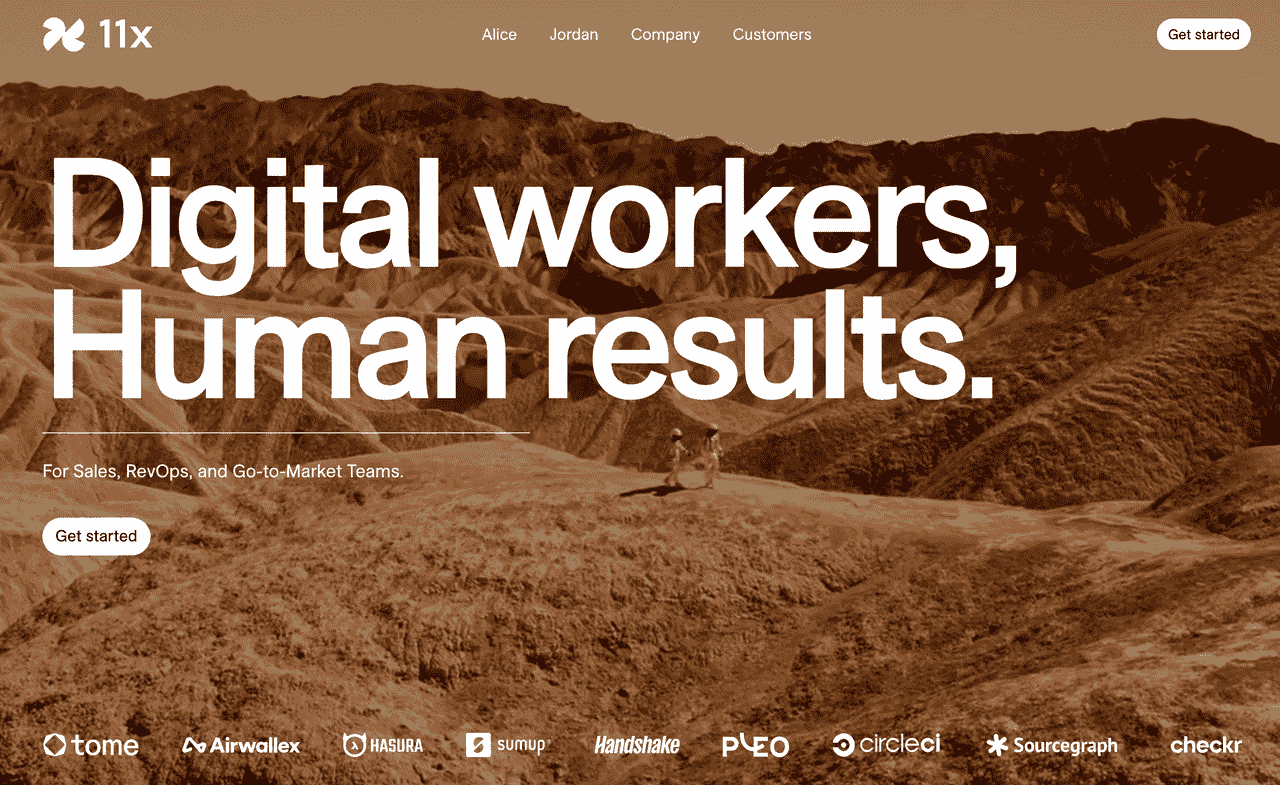 11x
Alice Jordan Company Customers
Get started
Digital workers,
Human results.
For Sales, RevOps, and Go-to-Market Teams.
Get started
tome Airwallex HASURA sumup® Handshake PLEO circleci Sourcegraph checkr